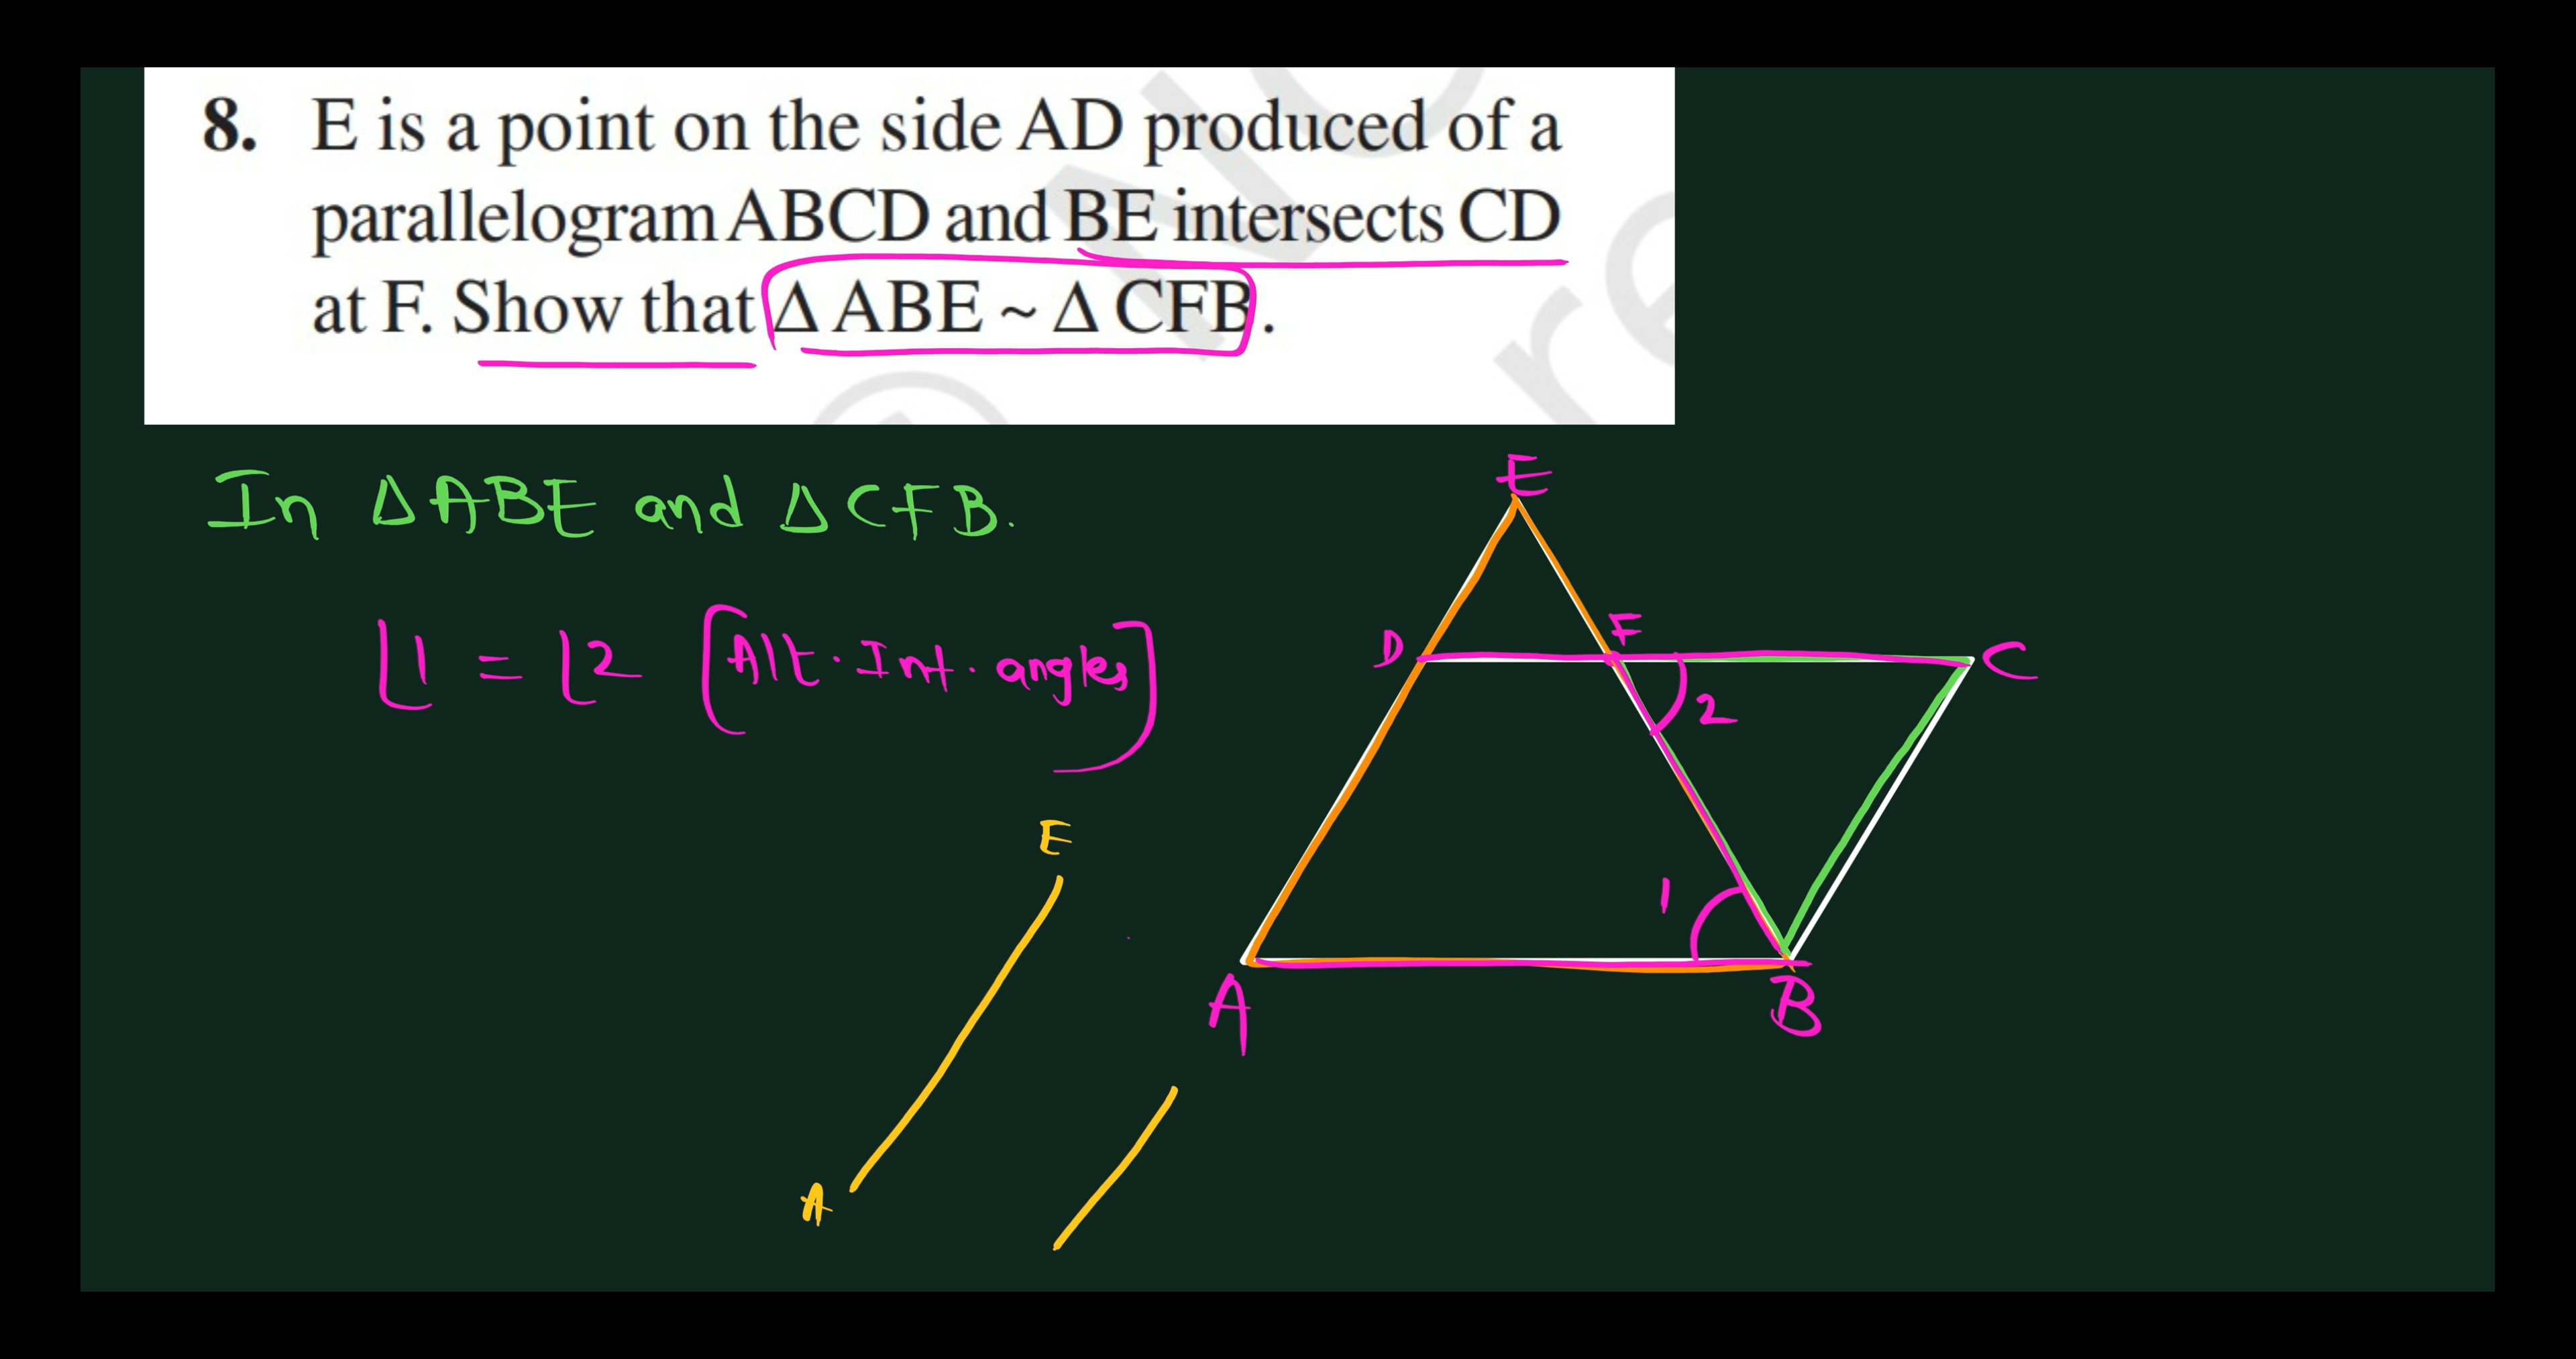 8. E is a point on the side AD produced of a
parallelogram ABCD and BE intersects CD
at F. Show that Δ ABE ~ Δ CFB.
In ΔABE and ΔCFB.
∠1 = ∠2 [Alt. Int. angles]
E
D
F
C
2
1
A
B
E
A